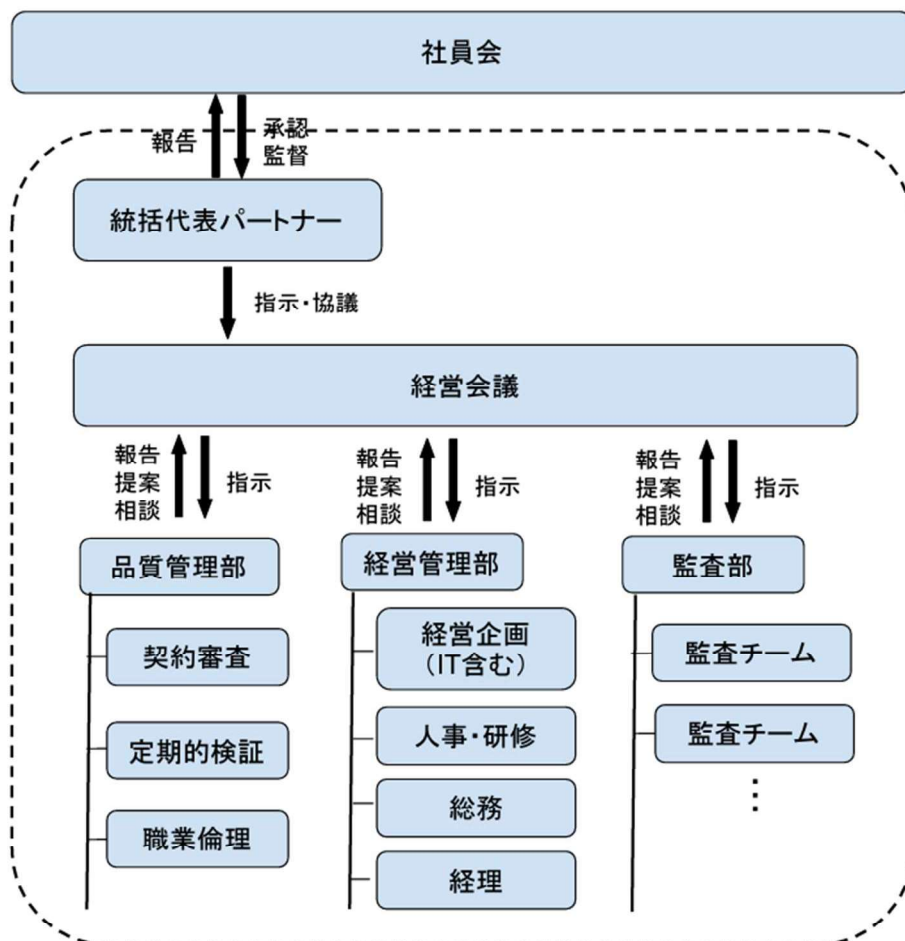 社員会
報告
承認
監督
統括代表パートナー
指示・協議
経営会議
報告
提案
相談
指示
報告
提案
相談
指示
報告
提案
相談
指示
品質管理部
経営管理部
監査部
契約審査
定期的検証
職業倫理
経営企画
（IT含む）
人事・研修
総務
経理
監査チーム
監査チーム
⋮